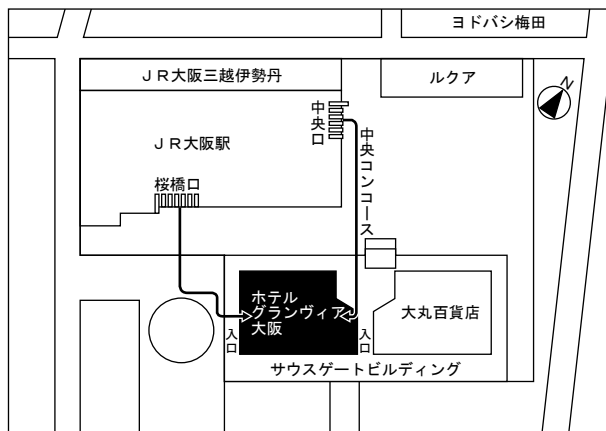 ヨドバシ梅田
ＪＲ大阪三越伊勢丹
ルクア
N
中央口
ＪＲ大阪駅
中央コンコース
桜橋口
ホテル
グランヴィア
大阪
大丸百貨店
入口
入口
サウスゲートビルディング